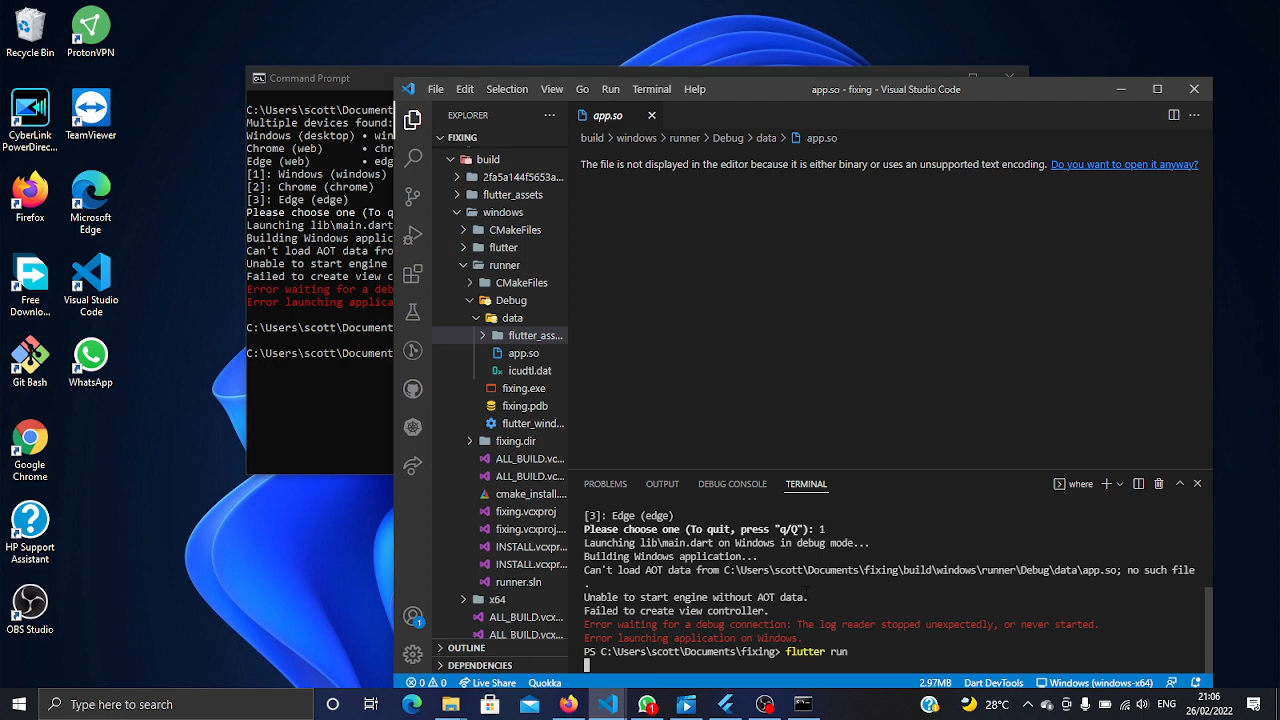 Recycle Bin
ProtonVPN
CyberLink
PowerDirec...
TeamViewer
Firefox
Microsoft
Edge
Free
Downlo...
Visual Studio
Code
Git Bash
WhatsApp
Google
Chrome
HP Support
Assistant
OBS Studio
Command Prompt
C:\Users\scott\Document
Multiple devices found:
Windows (desktop) • win
Chrome (web) • chr
Edge (web) • edg
[1]: Windows (windows)
[2]: Chrome (chrome)
[3]: Edge (edge)
Please choose one (To q
Launching lib\main.dart
Building Windows applic
Can't load AOT data fro
Unable to start engine
Failed to create view c
Error waiting for a deb
Error launching applica
C:\Users\scott\Document
C:\Users\scott\Document
File Edit Selection View Go Run Terminal Help
app.so - fixing - Visual Studio Code
EXPLORER
FIXING
build
2fa5a144f5653a...
flutter_assets
windows
CMakeFiles
flutter
runner
CMakeFiles
Debug
data
flutter_ass...
app.so
icudtl.dat
fixing.exe
fixing.pdb
flutter_wind...
fixing.dir
ALL_BUILD.vc...
ALL_BUILD.vc...
cmake_install....
fixing.vcxproj
fixing.vcxproj...
INSTALL.vcxpr...
INSTALL.vcxpr...
runner.sln
x64
ALL_BUILD.vc...
ALL_BUILD.vc...
OUTLINE
DEPENDENCIES
app.so
build > windows > runner > Debug > data > app.so
The file is not displayed in the editor because it is either binary or uses an unsupported text encoding. Do you want to open it anyway?
PROBLEMS OUTPUT DEBUG CONSOLE TERMINAL
where
[3]: Edge (edge)
Please choose one (To quit, press "q/Q"): 1
Launching lib\main.dart on Windows in debug mode...
Building Windows application...
Can't load AOT data from C:\Users\scott\Documents\fixing\build\windows\runner\Debug\data\app.so; no such file
.
Unable to start engine without AOT data.
Failed to create view controller.
Error waiting for a debug connection: The log reader stopped unexpectedly, or never started.
Error launching application on Windows.
PS C:\Users\scott\Documents\fixing> flutter run
1
0 0 Live Share Quokka
2.97MB Dart DevTools Windows (windows-x64)
Type here to search
1
28°C
ENG
21:06
26/02/2022